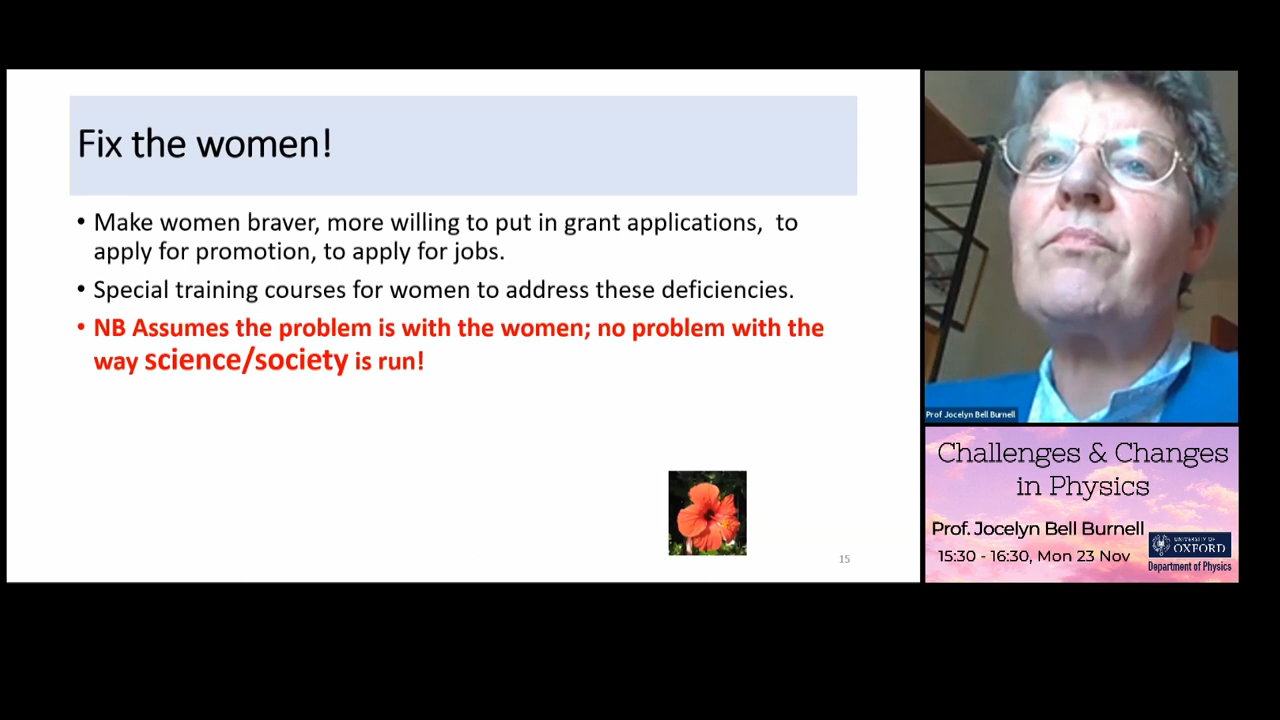 Fix the women!
• Make women braver, more willing to put in grant applications, to
apply for promotion, to apply for jobs.
• Special training courses for women to address these deficiencies.
• NB Assumes the problem is with the women; no problem with the
way science/society is run!
15
Prof Jocelyn Bell Burnell
Challenges & Changes
in Physics
Prof. Jocelyn Bell Burnell
15:30 - 16:30, Mon 23 Nov
UNIVERSITY OF
OXFORD
Department of Physics